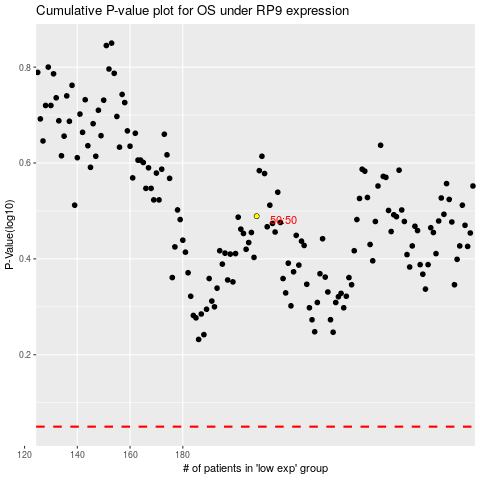 Cumulative P-value plot for OS under RP9 expression
P-Value(log10)
0.8
0.6
0.4
0.2
50:50
120 140 160 180
# of patients in 'low exp' group